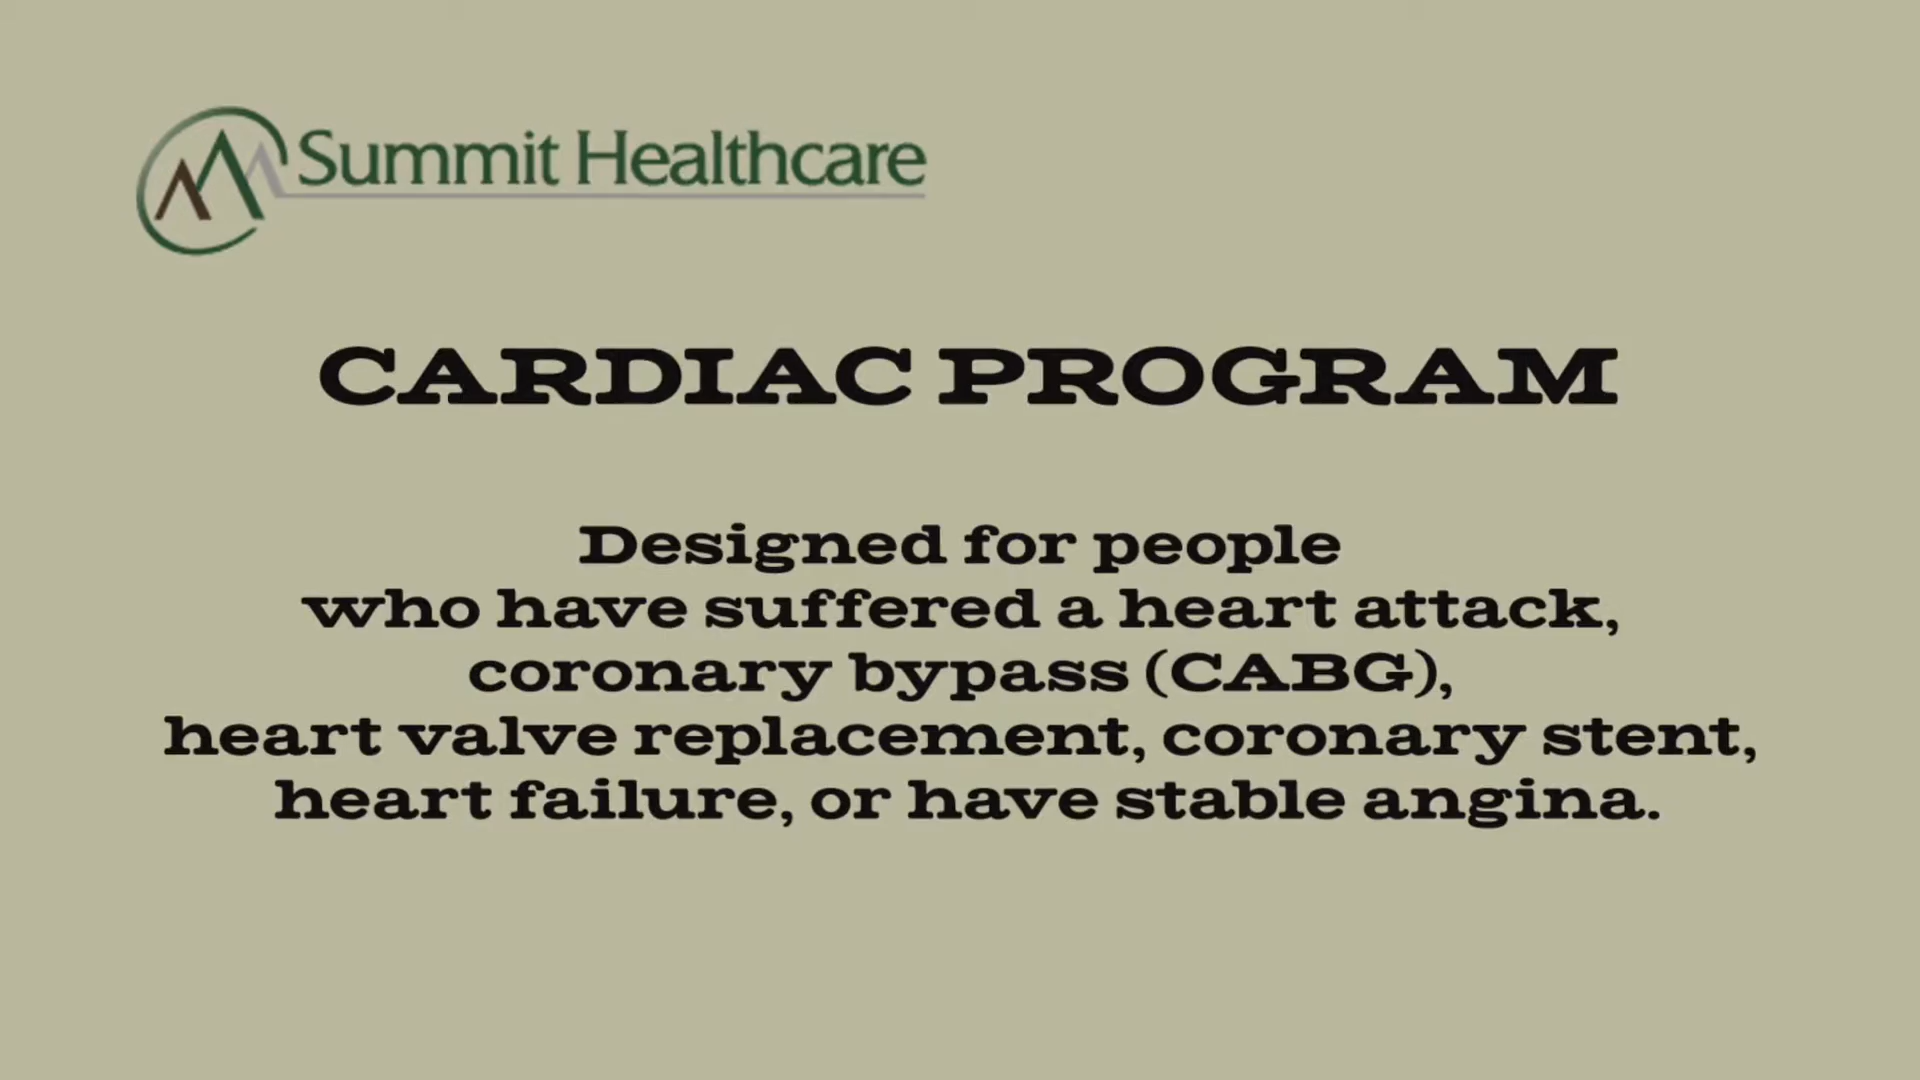 Summit Healthcare
CARDIAC PROGRAM
Designed for people
who have suffered a heart attack,
coronary bypass (CABG),
heart valve replacement, coronary stent,
heart failure, or have stable angina.